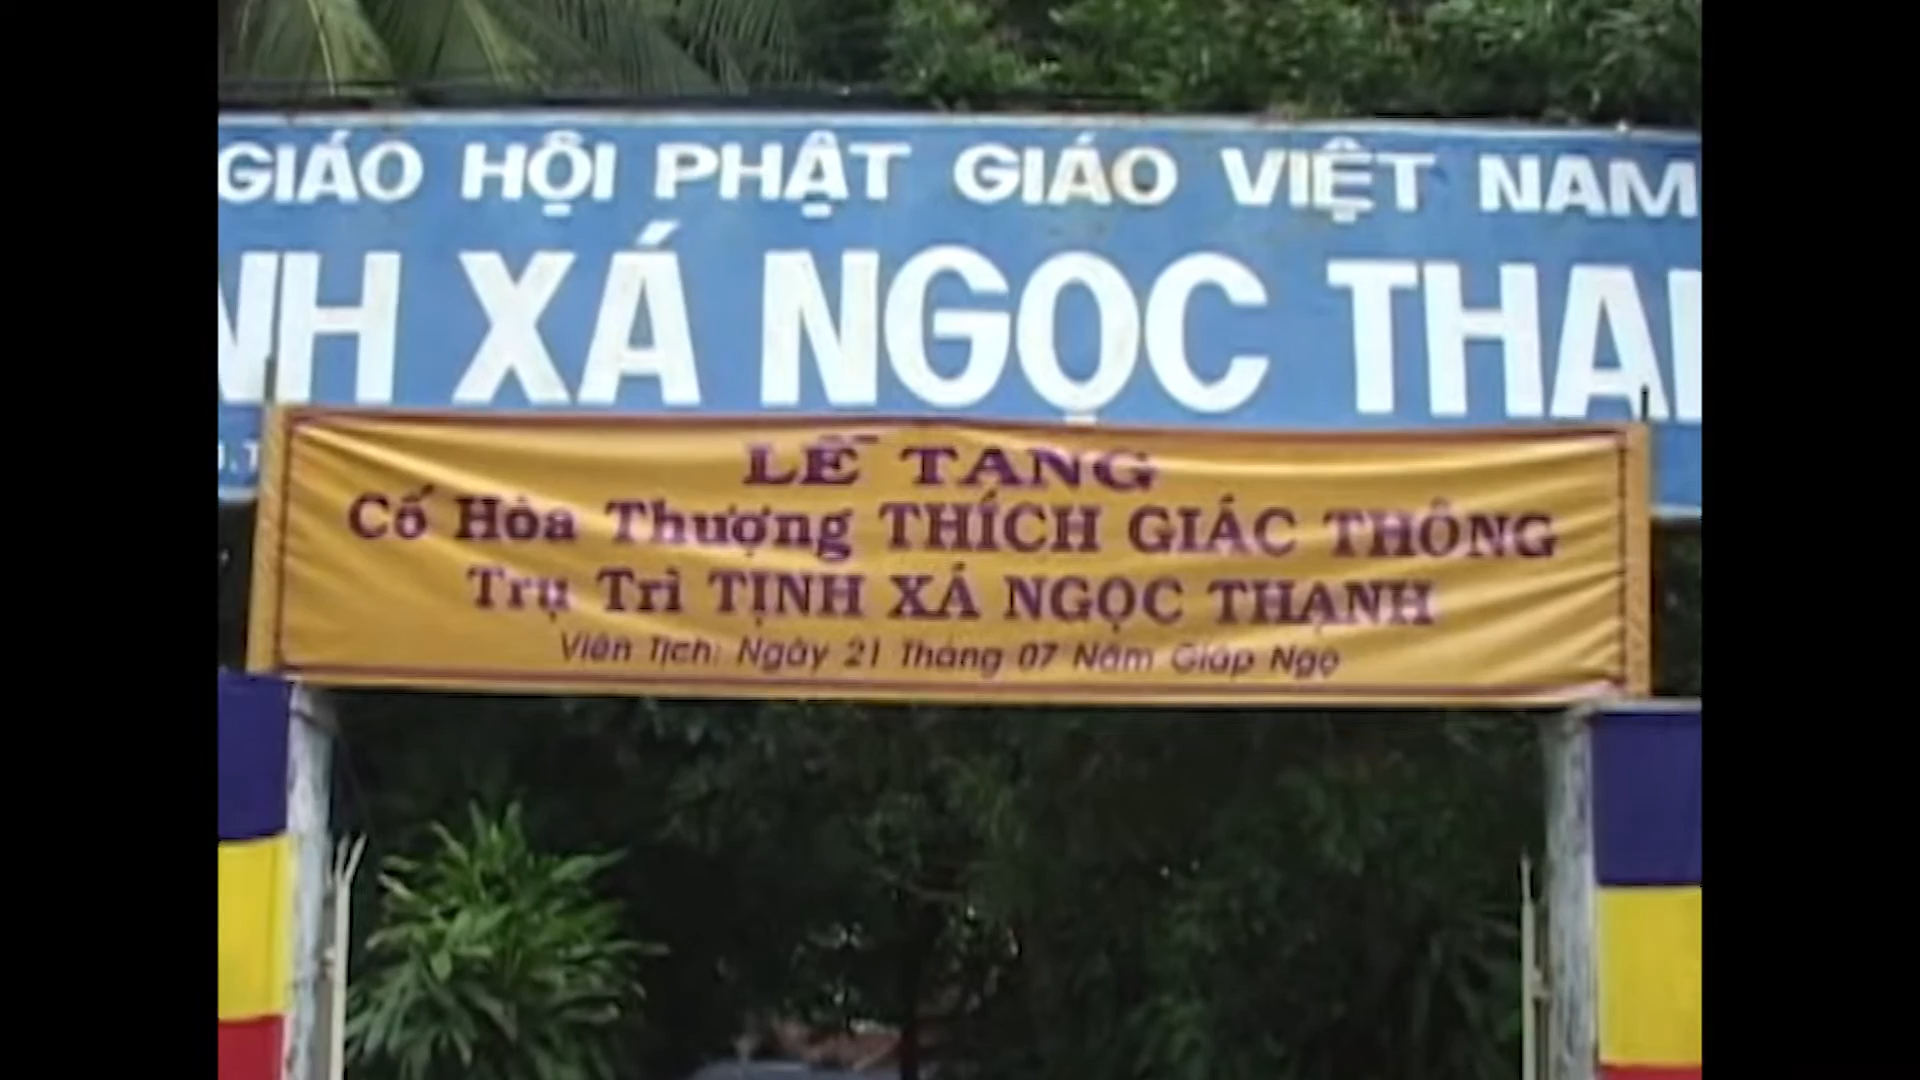 GIÁO HỘI PHẬT GIÁO VIỆT NAM
NH XÁ NGỌC THẠN
LỄ TANG
Cố Hòa Thượng THÍCH GIÁC THÔNG
Trụ Trì TỊNH XÁ NGỌC THẠNH
Viên Tịch: Ngày 21 Tháng 07 Năm Giáp Ngọ